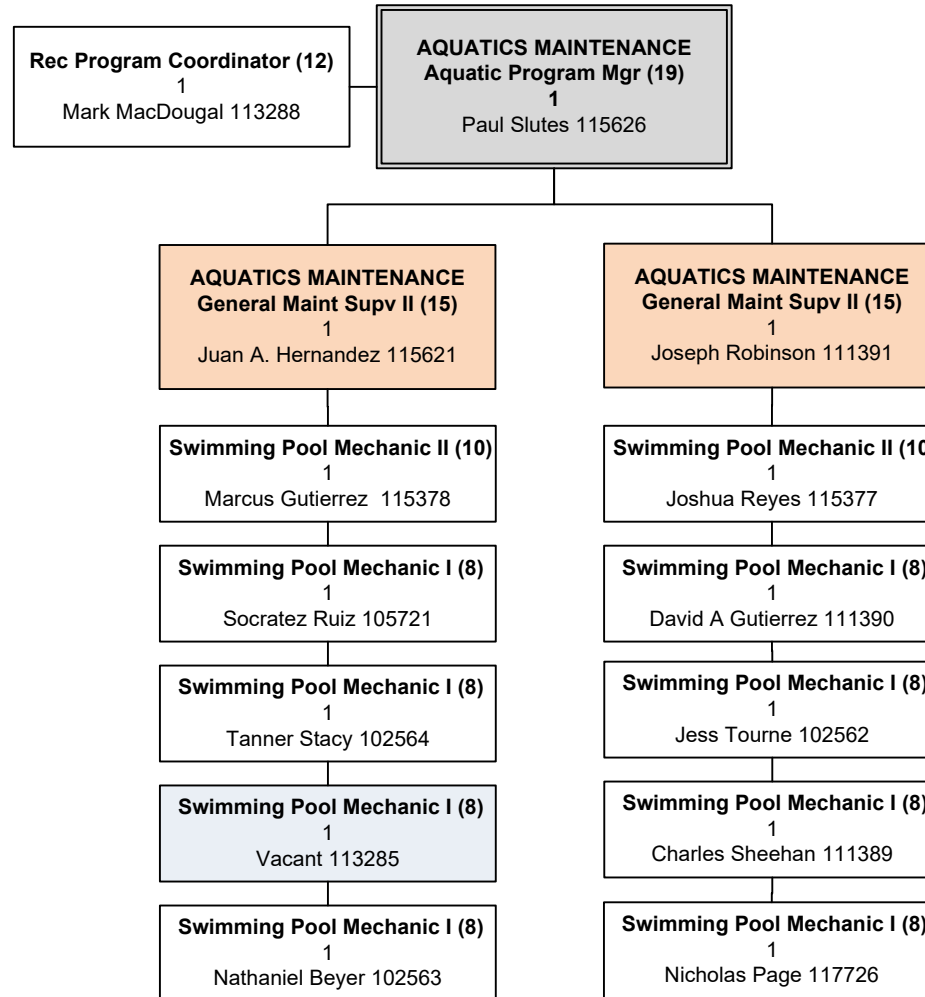 Rec Program Coordinator (12)
1
Mark MacDougal 113288
AQUATICS MAINTENANCE
Aquatic Program Mgr (19)
1
Paul Slutes 115626
AQUATICS MAINTENANCE
General Maint Supv II (15)
1
Juan A. Hernandez 115621
Swimming Pool Mechanic II (10)
1
Marcus Gutierrez 115378
Swimming Pool Mechanic I (8)
1
Socratez Ruiz 105721
Swimming Pool Mechanic I (8)
1
Tanner Stacy 102564
Swimming Pool Mechanic I (8)
1
Vacant 113285
Swimming Pool Mechanic I (8)
1
Nathaniel Beyer 102563
AQUATICS MAINTENANCE
General Maint Supv II (15)
1
Joseph Robinson 111391
Swimming Pool Mechanic II (10
1
Joshua Reyes 115377
Swimming Pool Mechanic I (8)
1
David A Gutierrez 111390
Swimming Pool Mechanic I (8)
1
Jess Tourne 102562
Swimming Pool Mechanic I (8)
1
Charles Sheehan 111389
Swimming Pool Mechanic I (8)
1
Nicholas Page 117726